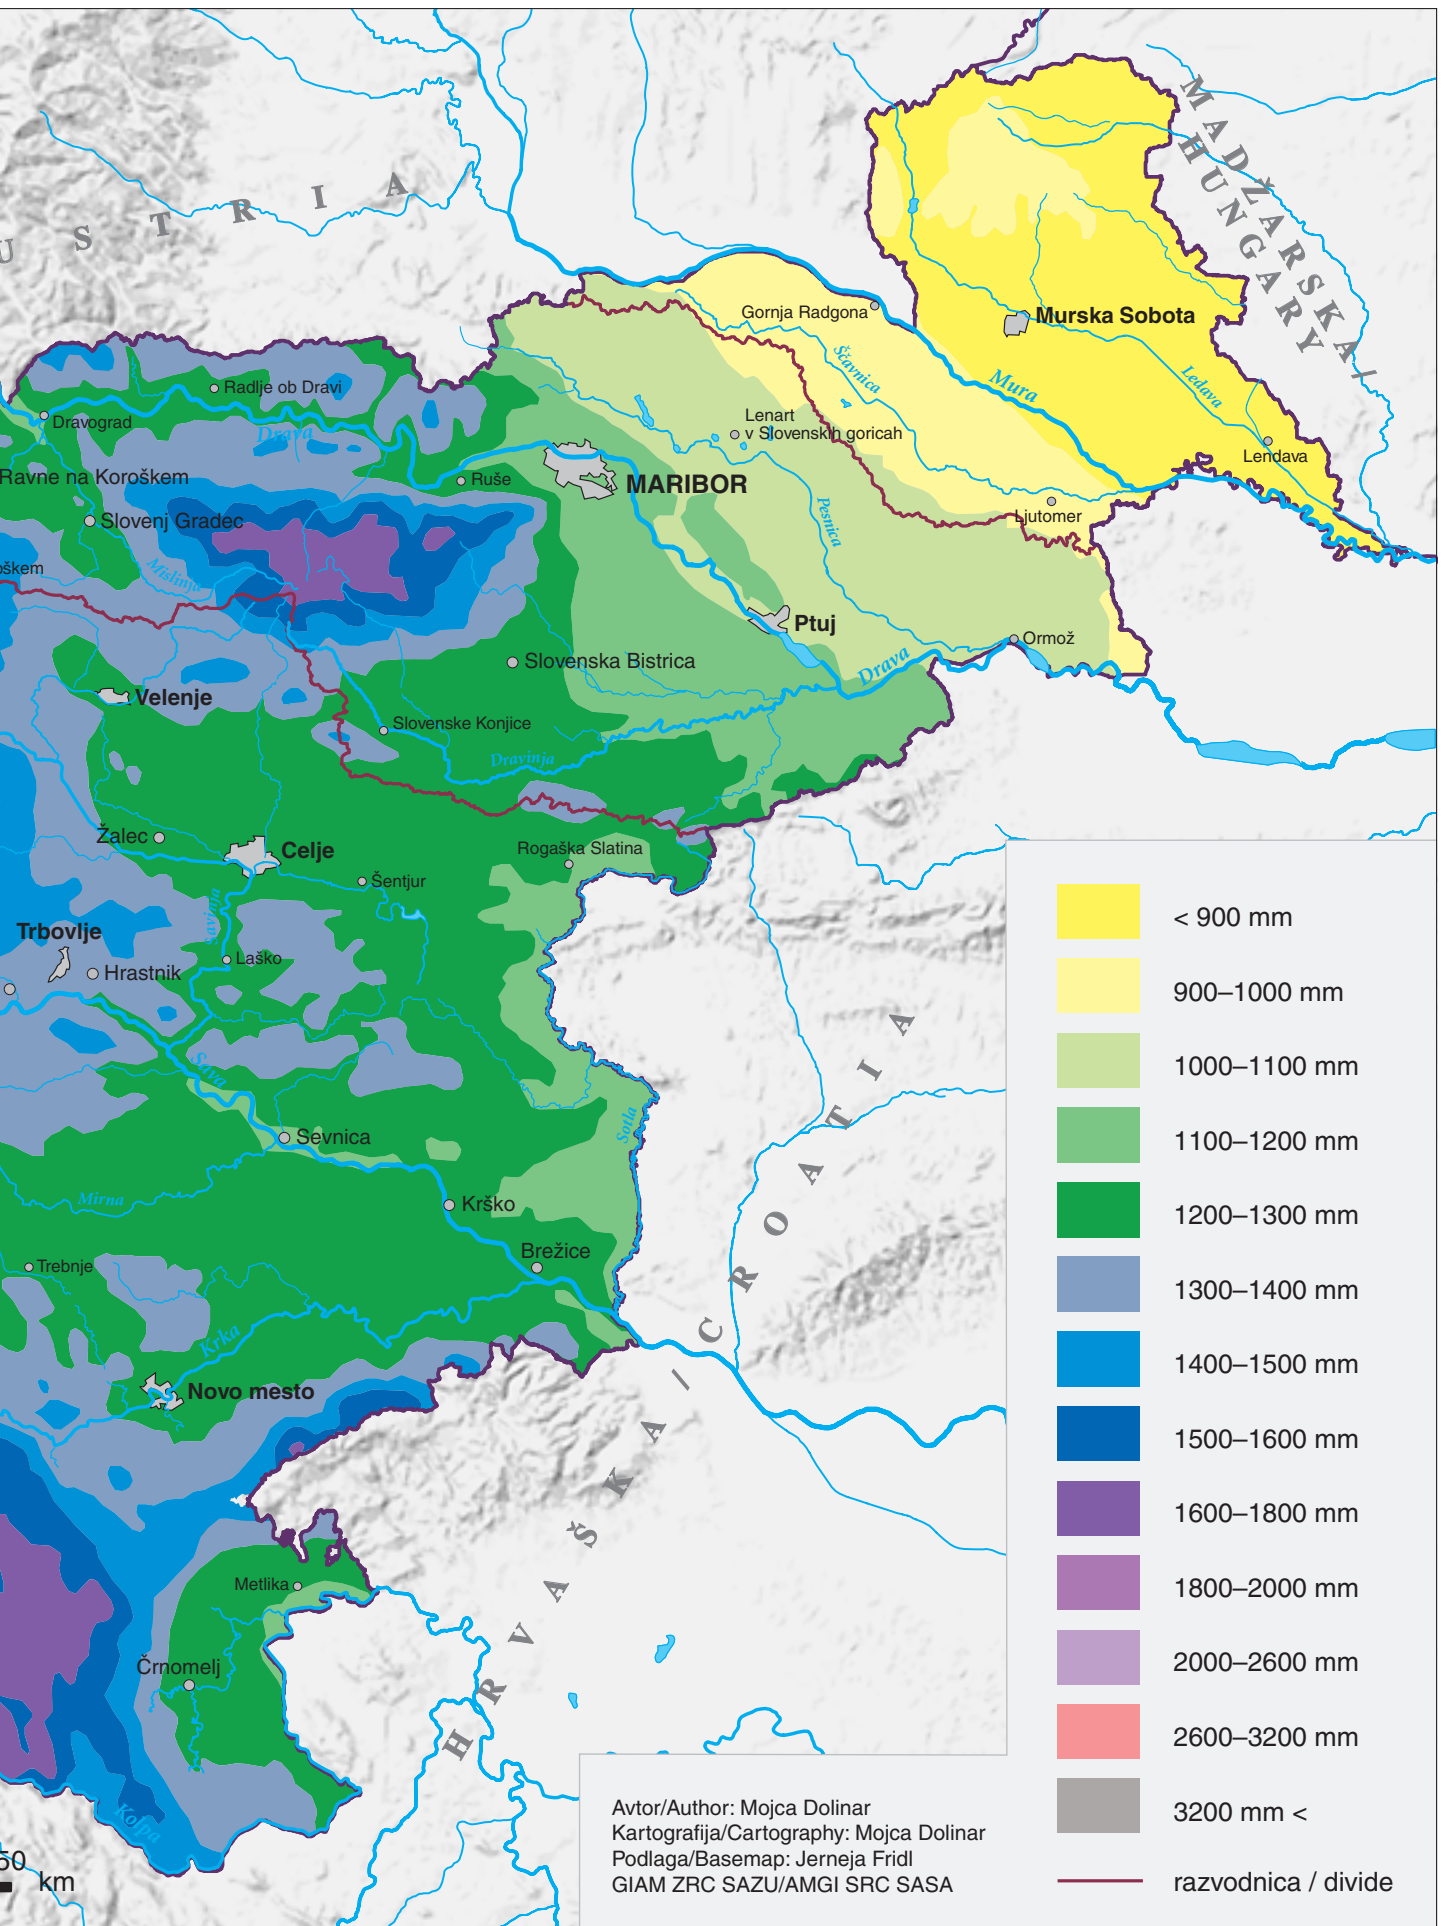 USTRIA
MADŽARSKA /
HUNGARY
Gornja Radgona
Murska Sobota
Ščavnica
Mura
Ledava
Radlje ob Dravi
Dravograd
Drava
Lenart
v Slovenskih goricah
Lendava
Ravne na Koroškem
Ruše
MARIBOR
Slovenj Gradec
Pesnica
Ljutomer
oškem
Mislinja
Ptuj
Ormož
Slovenska Bistrica
Drava
Velenje
Slovenske Konjice
Dravinja
Žalec
Celje
Rogaška Slatina
Šentjur
Savinja
Trbovlje
Laško
Hrastnik
Sava
Sotla
Sevnica
Mirna
Krško
Brežice
Trebnje
Krka
Novo mesto
HRVAŠKA / CROATIA
Metlika
Črnomelj
Kolpa
50
km
< 900 mm
900–1000 mm
1000–1100 mm
1100–1200 mm
1200–1300 mm
1300–1400 mm
1400–1500 mm
1500–1600 mm
1600–1800 mm
1800–2000 mm
2000–2600 mm
2600–3200 mm
3200 mm <
razvodnica / divide
Avtor/Author: Mojca Dolinar
Kartografija/Cartography: Mojca Dolinar
Podlaga/Basemap: Jerneja Fridl
GIAM ZRC SAZU/AMGI SRC SASA